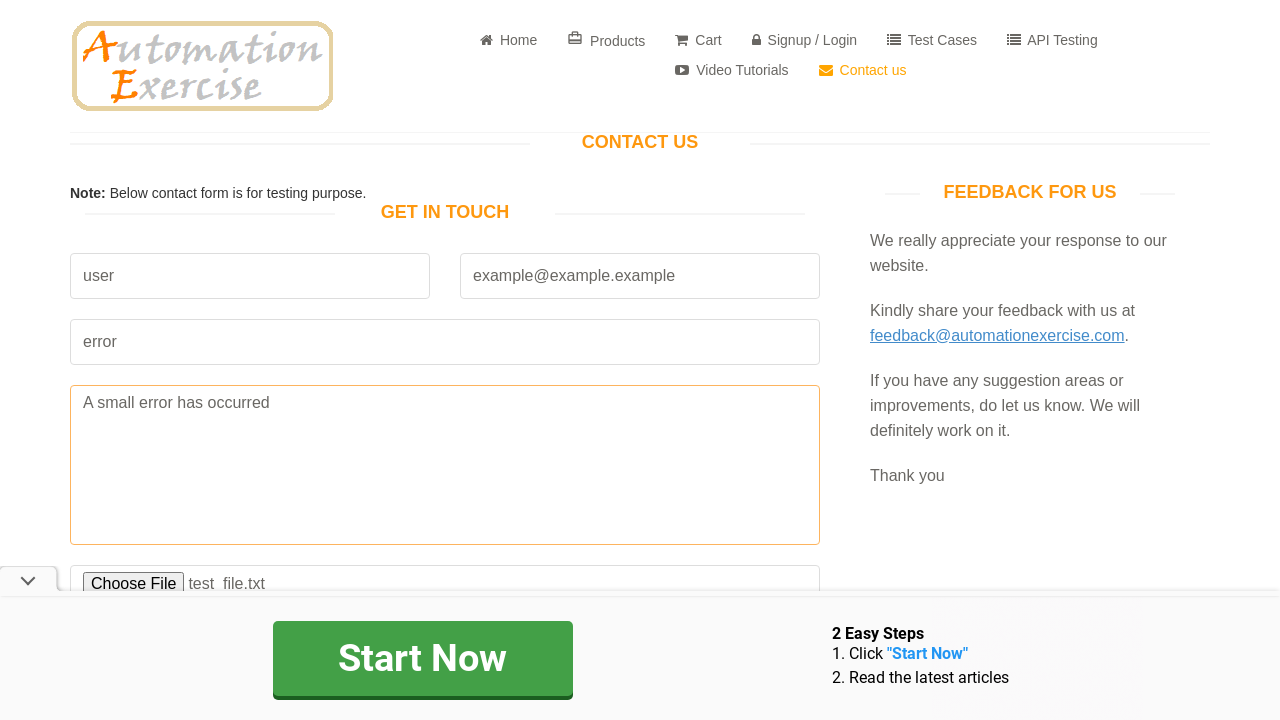 Automation
Exercise
Home
Products
Cart
Signup / Login
Test Cases
API Testing
Video Tutorials
Contact us
CONTACT US
Note: Below contact form is for testing purpose.
GET IN TOUCH
user
example@example.example
error
A small error has occurred
Choose File test_file.txt
FEEDBACK FOR US
We really appreciate your response to our
website.
Kindly share your feedback with us at
feedback@automationexercise.com.
If you have any suggestion areas or
improvements, do let us know. We will
definitely work on it.
Thank you
Start Now
2 Easy Steps
1. Click "Start Now"
2. Read the latest articles